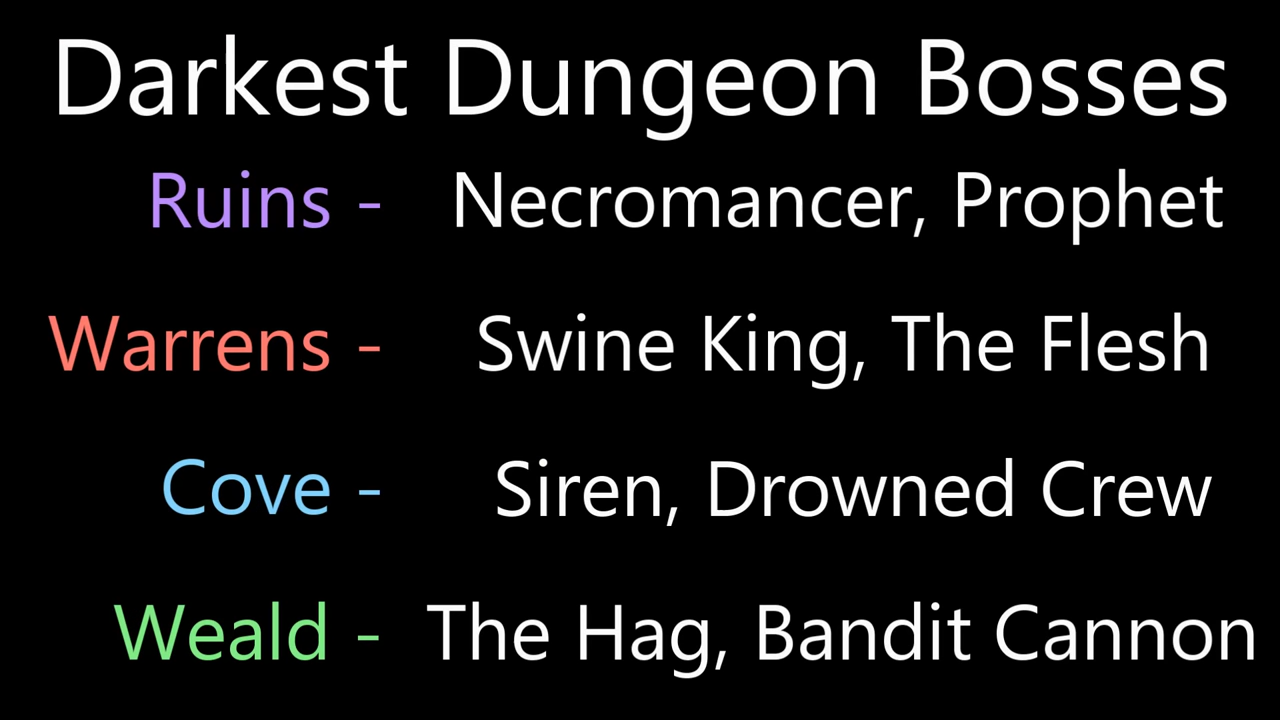 Darkest Dungeon Bosses
Ruins - Necromancer, Prophet
Warrens - Swine King, The Flesh
Cove - Siren, Drowned Crew
Weald - The Hag, Bandit Cannon